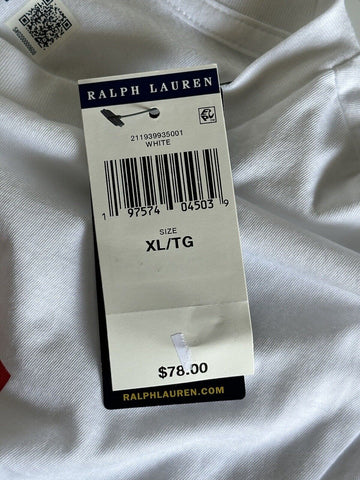 RALPH LAUREN
211939935001
WHITE
1 97574 04503 9
SIZE
XL/TG
$78.00
RALPHLAUREN.COM